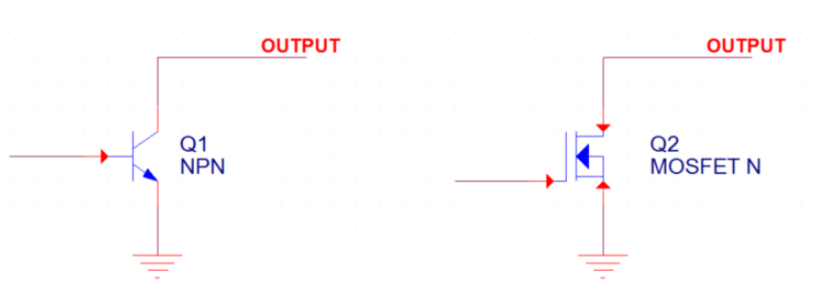 OUTPUT
Q1
NPN
OUTPUT
Q2
MOSFET N